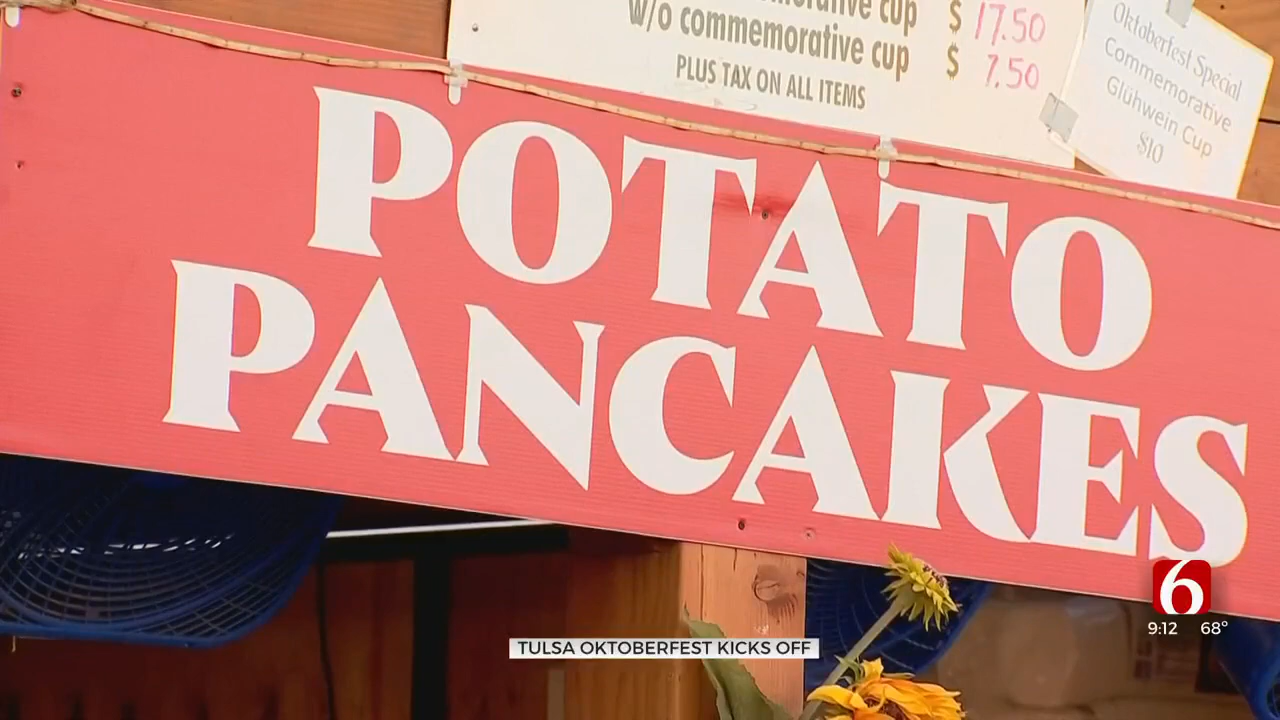 cup $ 17.50
w/o commemorative cup $ 7.50
PLUS TAX ON ALL ITEMS
Oktoberfest Special
Commemorative
Glühwein Cup
$10
POTATO
PANCAKES
6
9:12 68°
TULSA OKTOBERFEST KICKS OFF